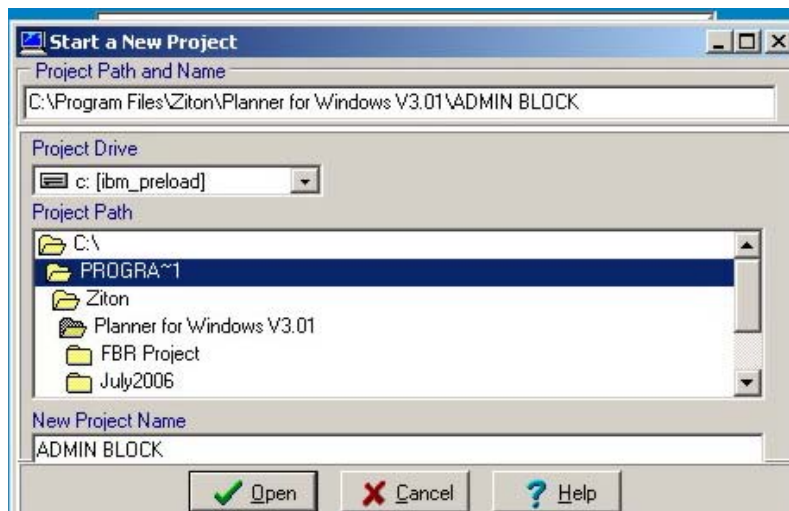 Start a New Project
Project Path and Name
C:\Program Files\Ziton\Planner for Windows V3.01\ADMIN BLOCK
Project Drive
c: [ibm_preload]
Project Path
C:\
PROGRA~1
Ziton
Planner for Windows V3.01
FBR Project
July2006
New Project Name
ADMIN BLOCK
Open Cancel Help